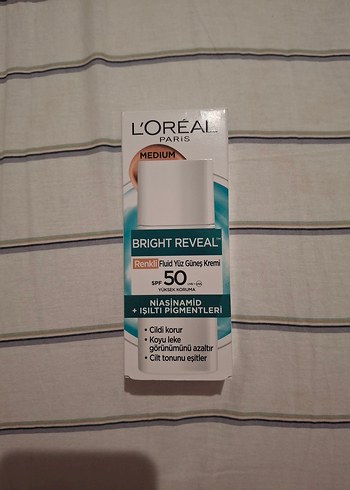 L'ORÉAL
PARIS
MEDIUM
BRIGHT REVEAL™
Renkli Fluid Yüz Güneş Kremi
SPF 50
YÜKSEK KORUMA
NİASİNAMİD
+ IŞILTI PİGMENTLERİ
• Cildi korur
• Koyu leke
görünümünü azaltır
• Cilt tonunu eşitler